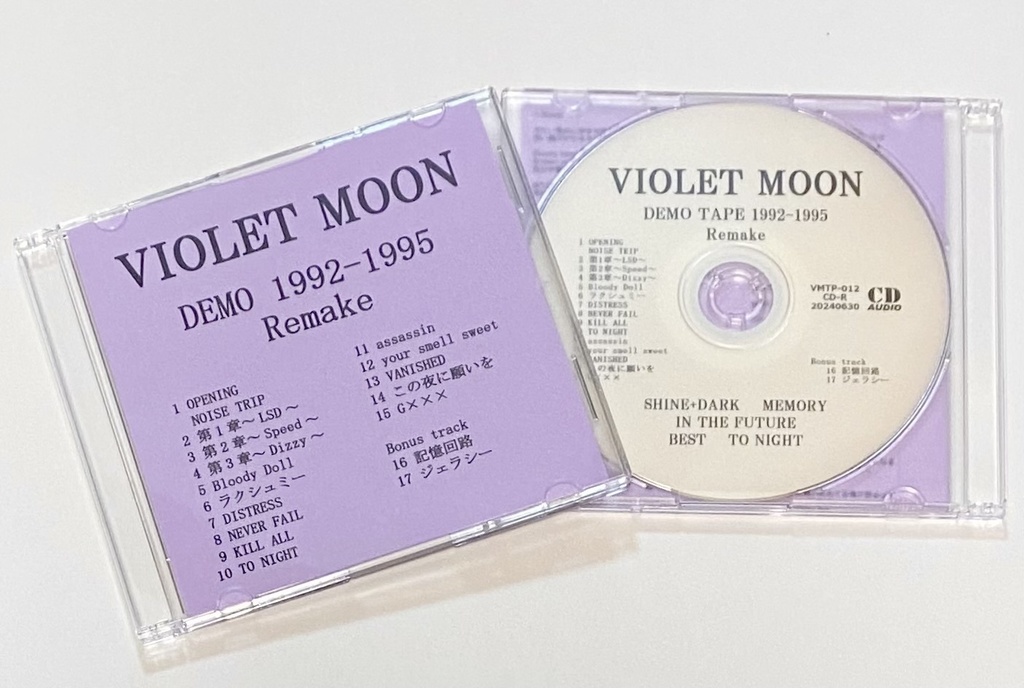 VIOLET MOON
DEMO 1992-1995
Remake
1 OPENING
NOISE TRIP
2 第1章～LSD～
3 第2章～Speed～
4 第3章～Dizzy～
5 Bloody Doll
6 ラクシュミー
7 DISTRESS
8 NEVER FAIL
9 KILL ALL
10 TO NIGHT
11 assassin
12 your smell sweet
13 VANISHED
14 この夜に願いを
15 G×××
Bonus track
16 記憶回路
17 ジェラシー
VIOLET MOON
DEMO TAPE 1992-1995
Remake
1 OPENING
NOISE TRIP
2 第1章～LSD～
3 第2章～Speed～
4 第3章～Dizzy～
5 Bloody Doll
6 ラクシュミー
7 DISTRESS
8 NEVER FAIL
9 KILL ALL
TO NIGHT
assassin
your smell sweet
VANISHED
の夜に願いを
×××
VMTP-012
CD-R
20240630
CD
AUDIO
Bonus track
16 記憶回路
17 ジェラシー
SHINE+DARK MEMORY
IN THE FUTURE
BEST TO NIGHT